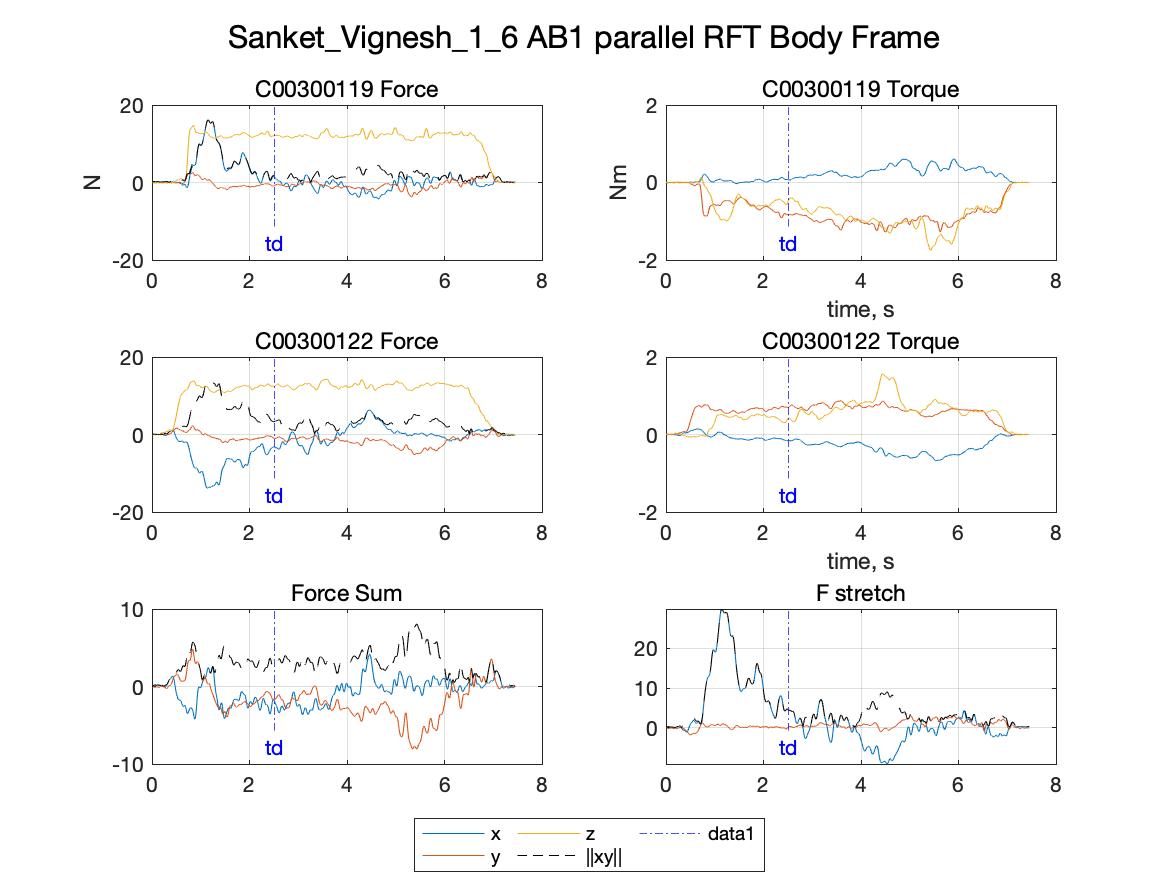 Sanket_Vignesh_1_6 AB1 parallel RFT Body Frame
C00300119 Force
20
0
-20
N
td
0 2 4 6 8
C00300119 Torque
2
0
-2
Nm
td
0 2 4 6 8
time, s
C00300122 Force
20
0
-20
td
0 2 4 6 8
C00300122 Torque
2
0
-2
td
0 2 4 6 8
time, s
Force Sum
10
0
-10
td
0 2 4 6 8
F stretch
20
10
0
td
0 2 4 6 8
x z data1
y ||xy||